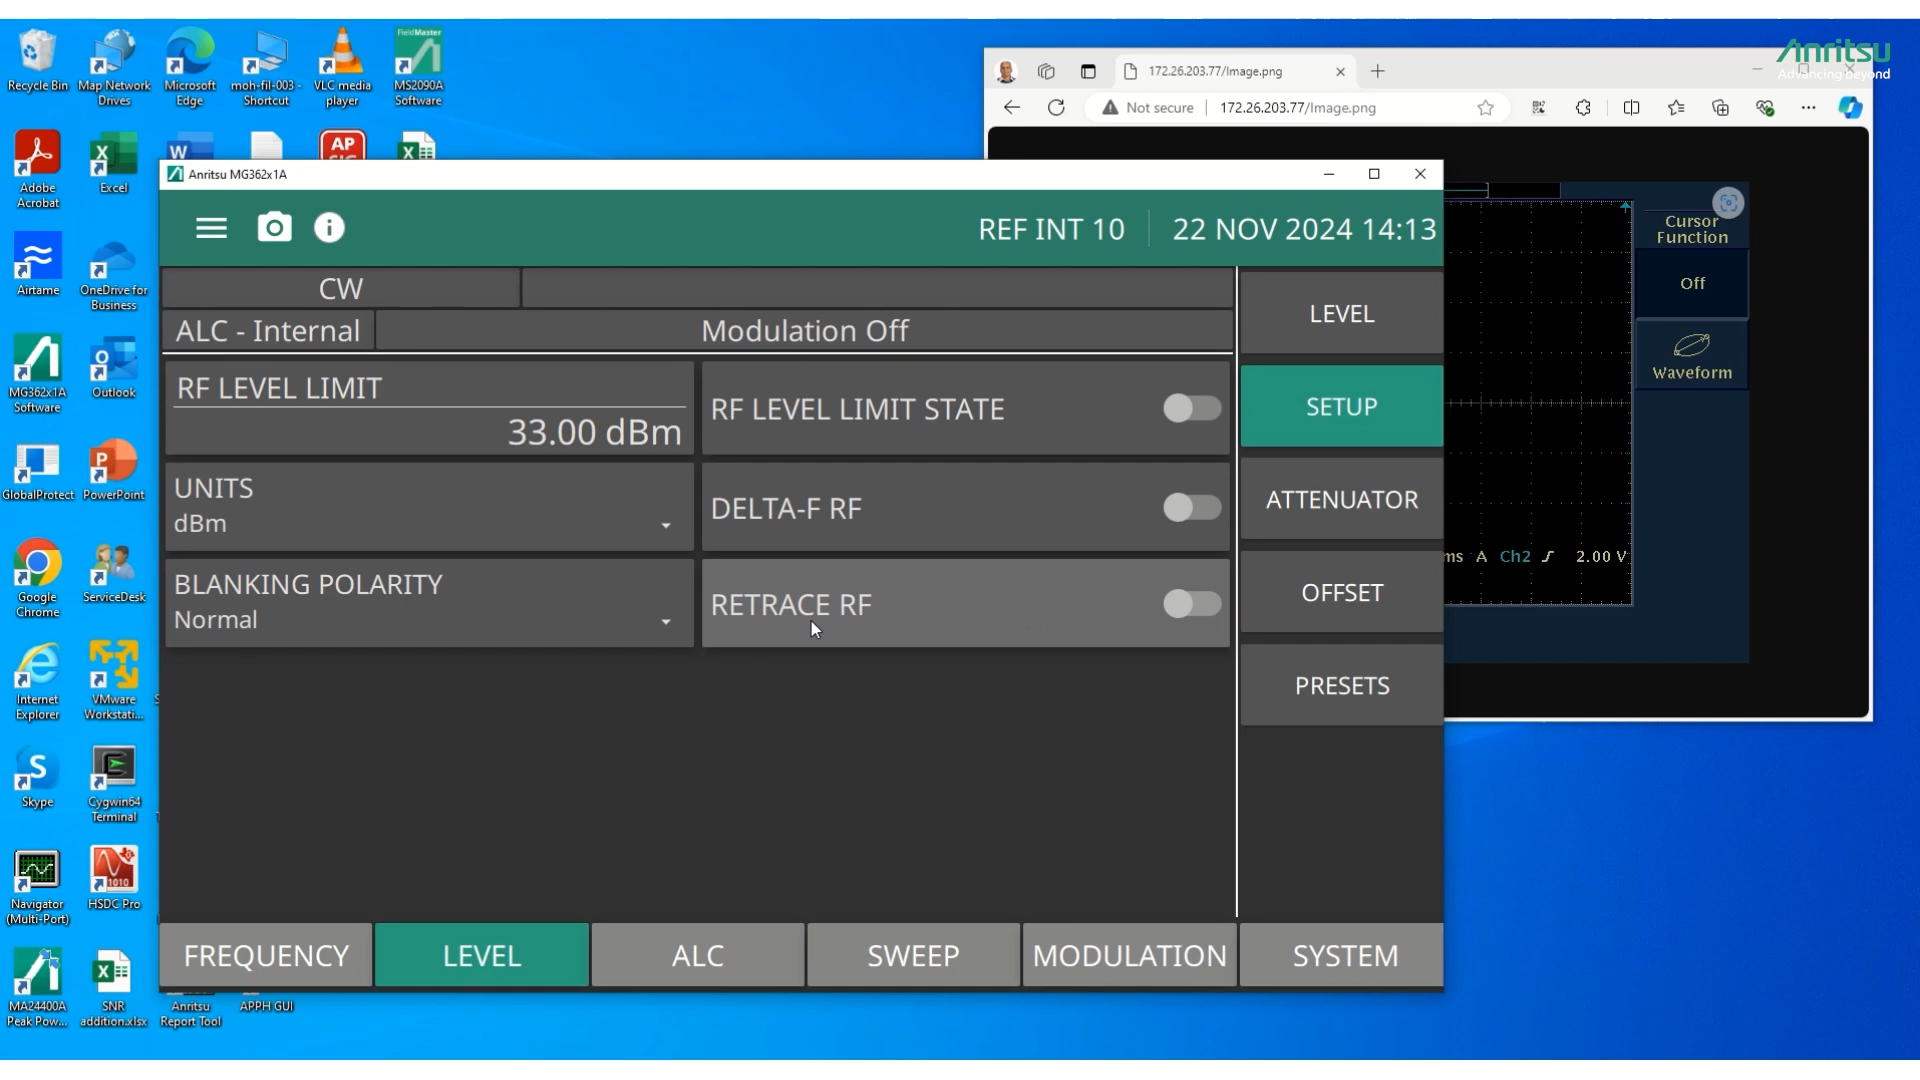 Recycle Bin
Map Network
Drives
Microsoft
Edge
moh-fil-003 -
Shortcut
VLC media
player
FieldMaster
MS2090A
Software
Anritsu
Advancing beyond
172.26.203.77/Image.png
Not secure
172.26.203.77/Image.png
Adobe
Acrobat
Excel
AP
Anritsu MG362x1A
REF INT 10
22 NOV 2024 14:13
CW
ALC - Internal
Modulation Off
RF LEVEL LIMIT
33.00 dBm
RF LEVEL LIMIT STATE
UNITS
dBm
DELTA-F RF
BLANKING POLARITY
Normal
RETRACE RF
LEVEL
SETUP
ATTENUATOR
OFFSET
PRESETS
FREQUENCY
LEVEL
ALC
SWEEP
MODULATION
SYSTEM
Cursor
Function
Off
Waveform
ms A Ch2 2.00 V
Airtame
OneDrive for
Business
MG362x1A
Software
Outlook
GlobalProtect
PowerPoint
Google
Chrome
ServiceDesk
Internet
Explorer
VMware
Workstati...
Skype
Cygwin64
Terminal
Navigator
(Multi-Port)
1010
HSDC Pro
MA24400A
Peak Pow...
SNR
addition.xlsx
Anritsu
Report Tool
APPH GUI